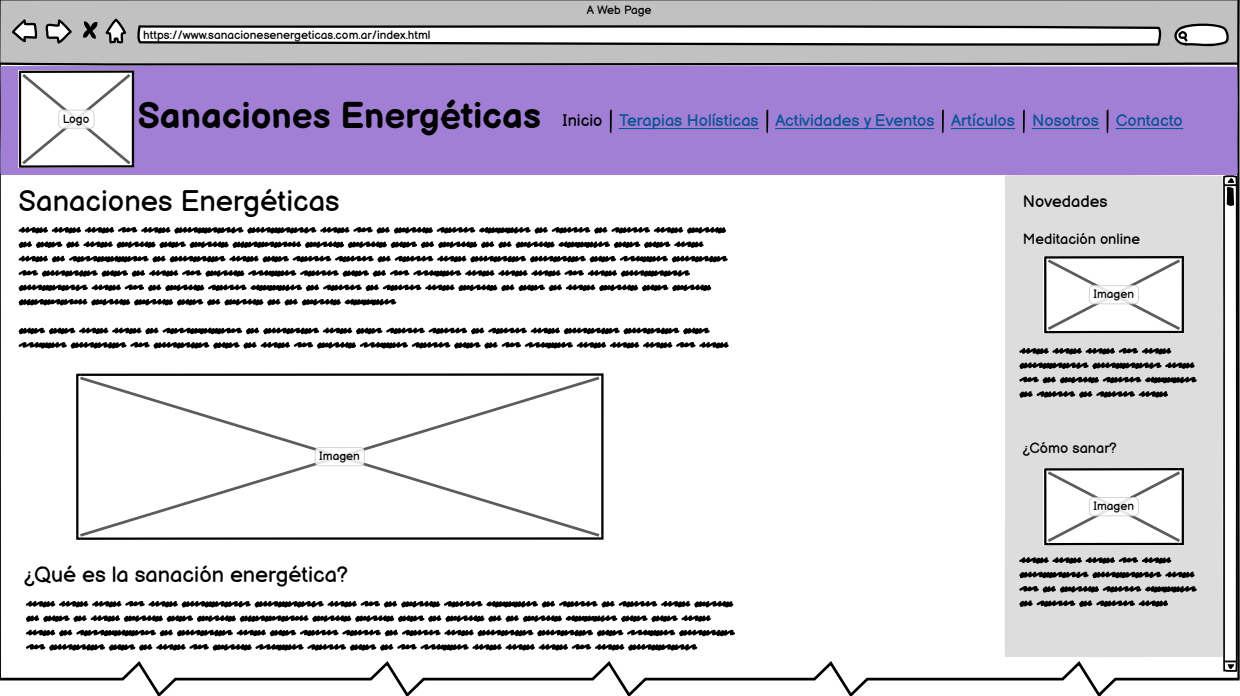 A Web Page
https://www.sanacionesenergeticas.com.ar/index.html
Logo
Sanaciones Energéticas
Inicio | Terapias Holísticas | Actividades y Eventos | Artículos | Nosotros | Contacto
Sanaciones Energéticas
Imagen
¿Qué es la sanación energética?
Novedades
Meditación online
Imagen
¿Cómo sanar?
Imagen